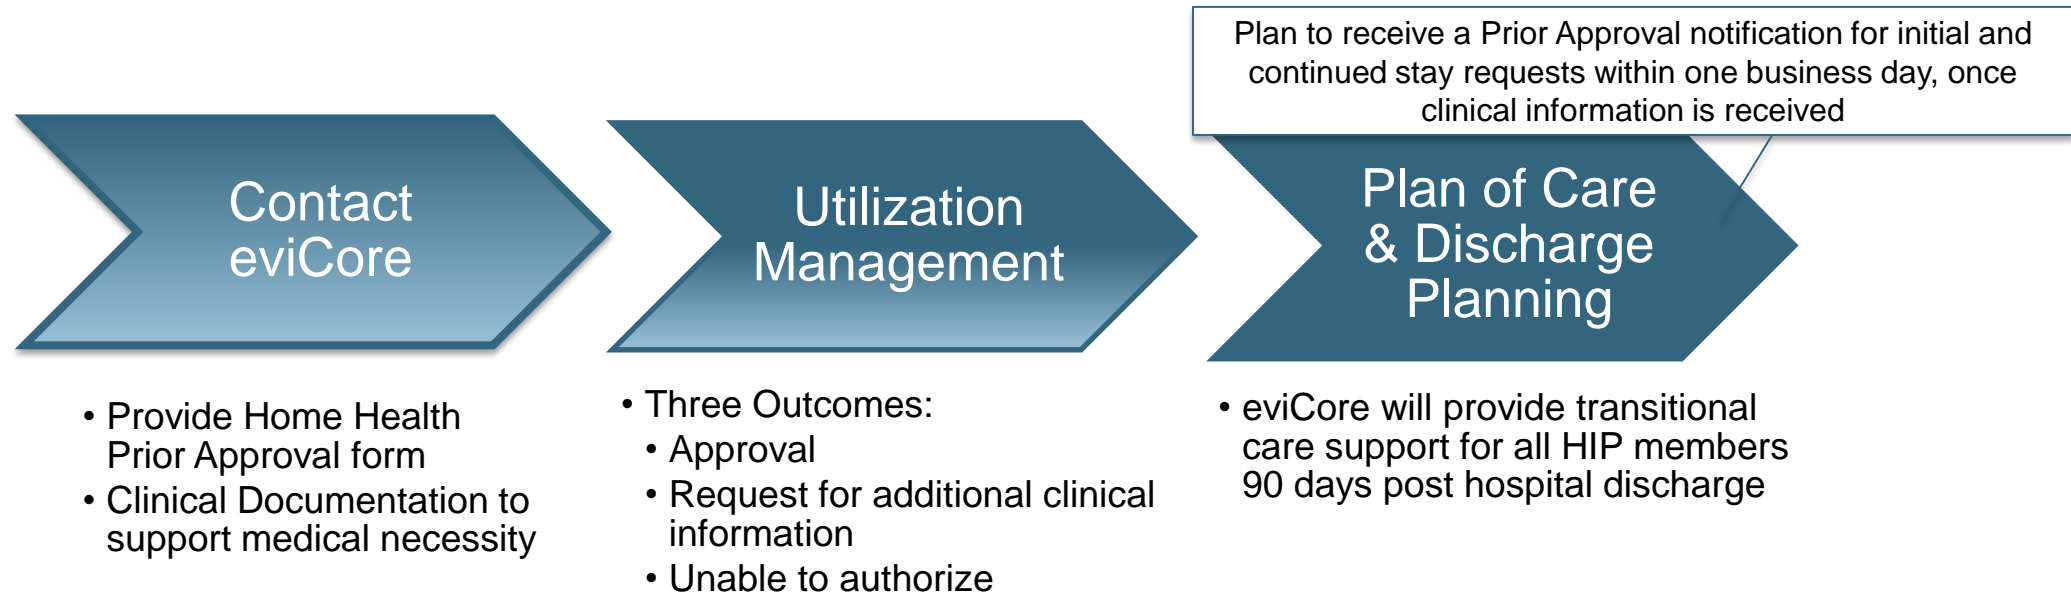 Plan to receive a Prior Approval notification for initial and
continued stay requests within one business day, once
clinical information is received
Contact
eviCore
Utilization
Management
Plan of Care
& Discharge
Planning
• Provide Home Health
Prior Approval form
• Clinical Documentation to
support medical necessity
• Three Outcomes:
• Approval
• Request for additional clinical
information
• Unable to authorize
• eviCore will provide transitional
care support for all HIP members
90 days post hospital discharge